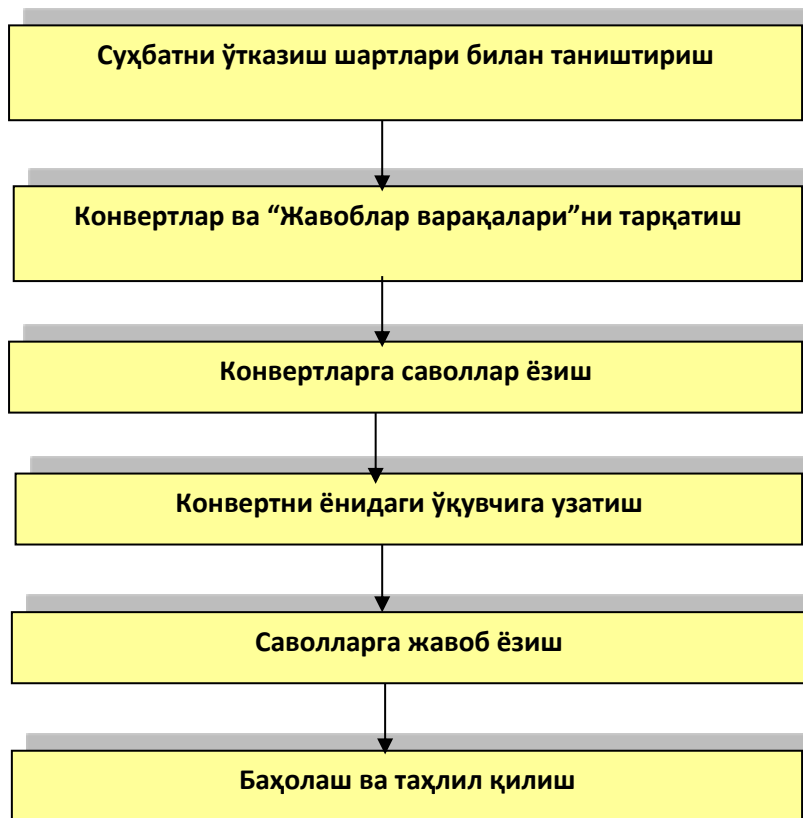 Суҳбатни ўтказиш шартлари билан таништириш
Конвертлар ва “Жавоблар варақалари”ни тарқатиш
Конвертларга саволлар ёзиш
Конвертни ёнидаги ўқувчига узатиш
Саволларга жавоб ёзиш
Баҳолаш ва таҳлил қилиш